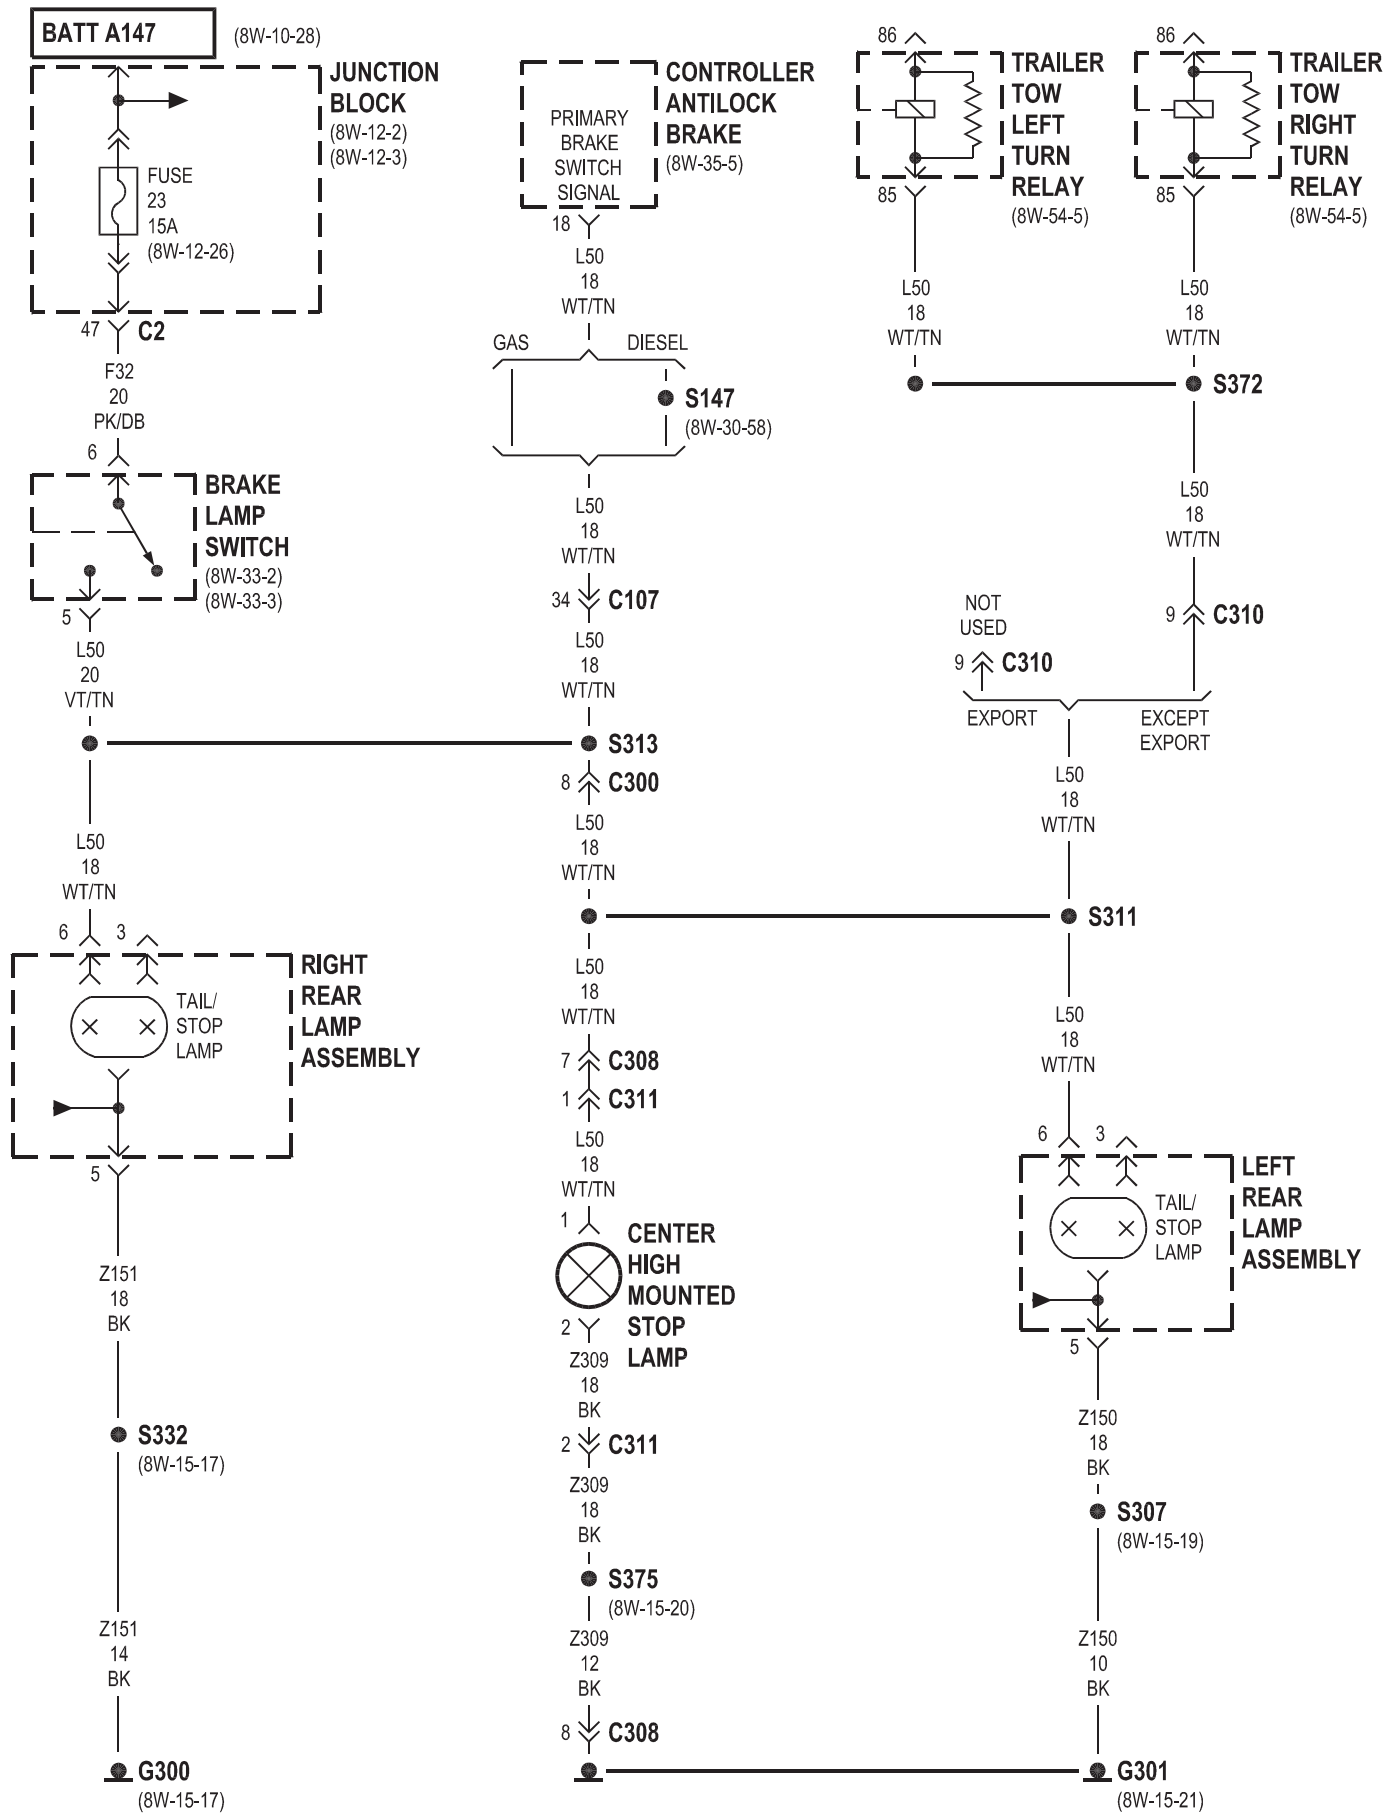 BATT A147
(8W-10-28)
JUNCTION
BLOCK
(8W-12-2)
(8W-12-3)
FUSE
23
15A
(8W-12-26)
47
C2
F32
20
PK/DB
6
BRAKE
LAMP
SWITCH
(8W-33-2)
(8W-33-3)
5
L50
20
VT/TN
L50
18
WT/TN
6
3
RIGHT
REAR
LAMP
ASSEMBLY
TAIL/
STOP
LAMP
5
Z151
18
BK
S332
(8W-15-17)
Z151
14
BK
G300
(8W-15-17)
CONTROLLER
ANTILOCK
BRAKE
(8W-35-5)
PRIMARY
BRAKE
SWITCH
SIGNAL
18
L50
18
WT/TN
GAS
DIESEL
S147
(8W-30-58)
L50
18
WT/TN
34
C107
L50
18
WT/TN
S313
8
C300
L50
18
WT/TN
L50
18
WT/TN
7
C308
1
C311
L50
18
WT/TN
1
CENTER
HIGH
MOUNTED
STOP
LAMP
2
Z309
18
BK
2
C311
Z309
18
BK
S375
(8W-15-20)
Z309
12
BK
8
C308
86
TRAILER
TOW
LEFT
TURN
RELAY
(8W-54-5)
85
L50
18
WT/TN
86
TRAILER
TOW
RIGHT
TURN
RELAY
(8W-54-5)
85
L50
18
WT/TN
S372
L50
18
WT/TN
9
C310
NOT
USED
9
C310
EXPORT
EXCEPT
EXPORT
L50
18
WT/TN
S311
L50
18
WT/TN
6
3
LEFT
REAR
LAMP
ASSEMBLY
TAIL/
STOP
LAMP
5
Z150
18
BK
S307
(8W-15-19)
Z150
10
BK
G301
(8W-15-21)